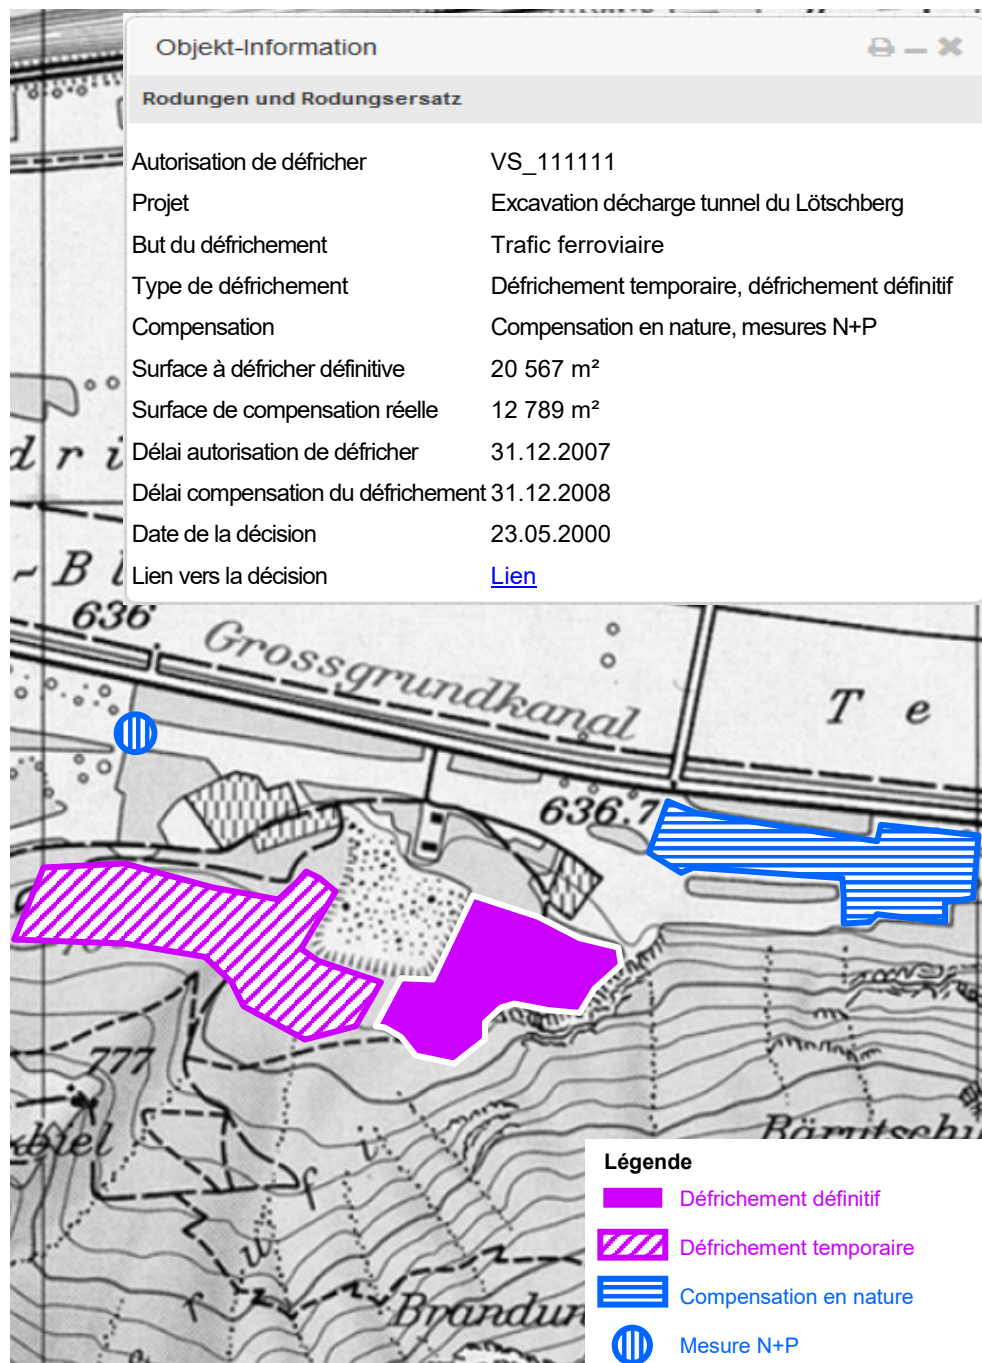 Objekt-Information
Rodungen und Rodungsersatz
Autorisation de défricher VS_111111
Projet Excavation décharge tunnel du Lötschberg
But du défrichement Trafic ferroviaire
Type de défrichement Défrichement temporaire, défrichement définitif
Compensation Compensation en nature, mesures N+P
Surface à défricher définitive 20 567 m²
Surface de compensation réelle 12 789 m²
Délai autorisation de défricher 31.12.2007
Délai compensation du défrichement 31.12.2008
Date de la décision 23.05.2000
Lien vers la décision Lien
636
Grossgrundkanal
T e
636.7
777
Légende
Défrichement définitif
Défrichement temporaire
Compensation en nature
Mesure N+P